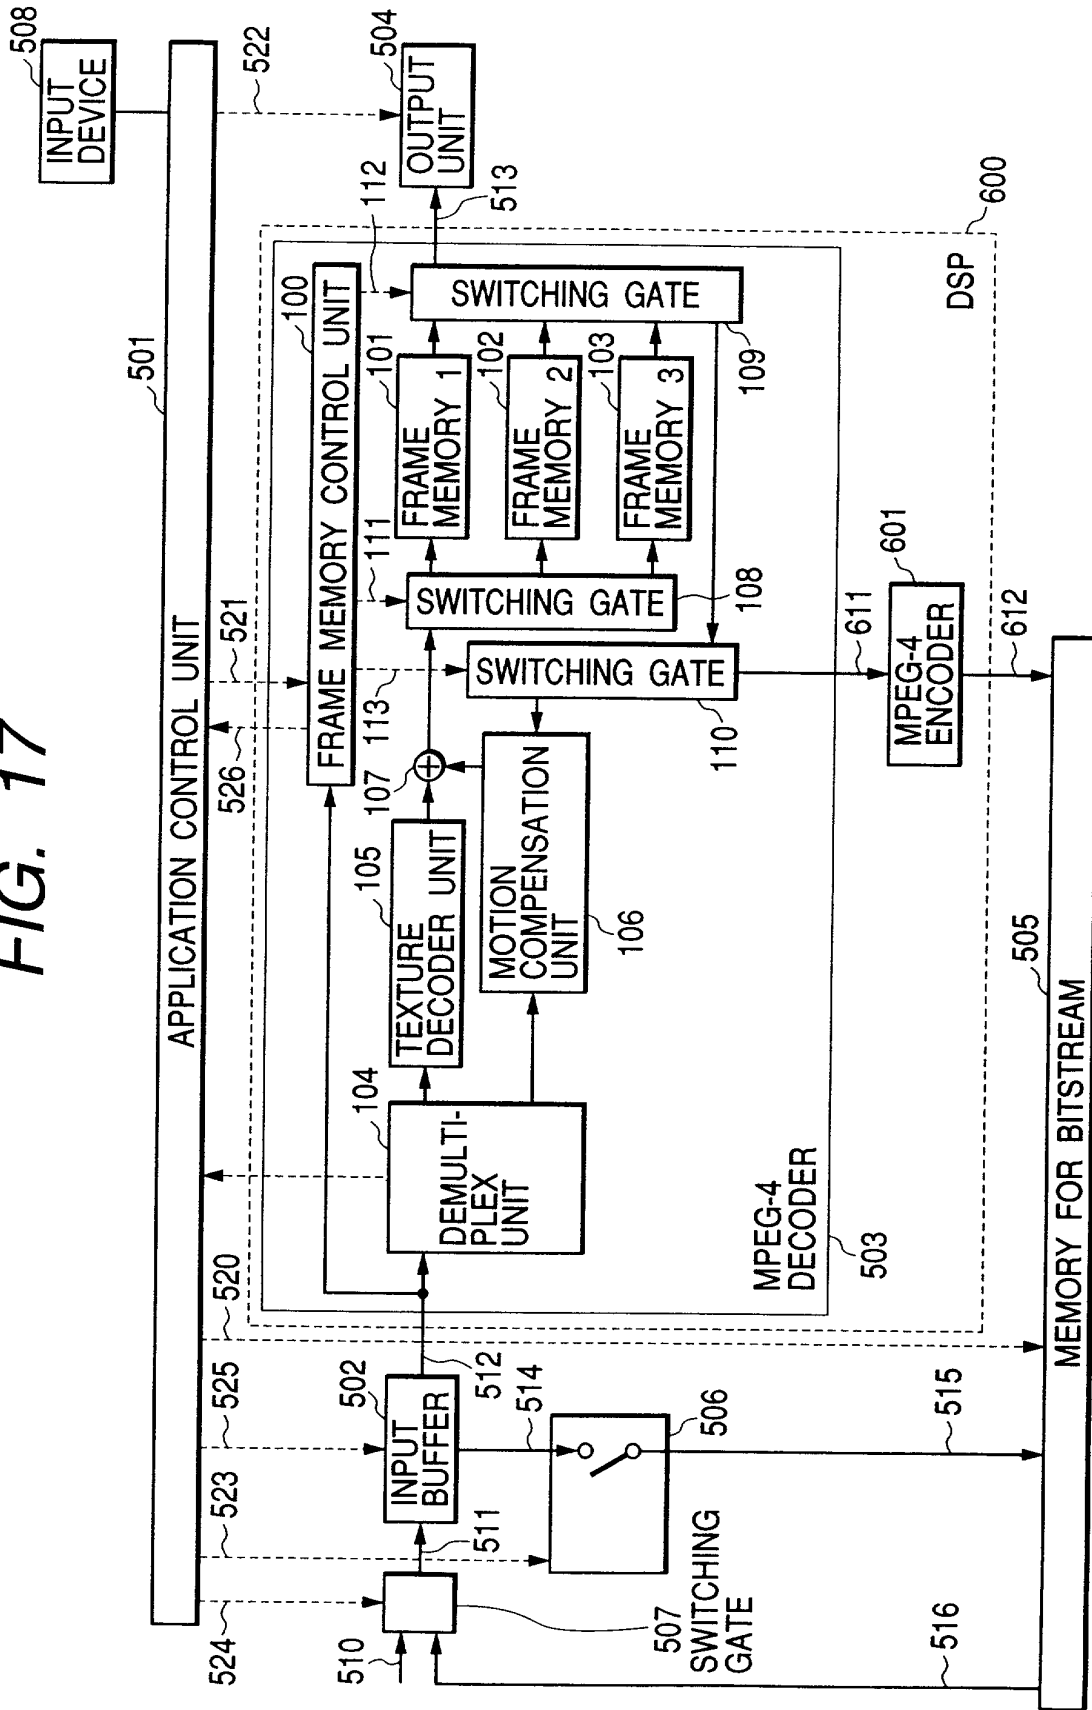 FIG. 17
508
INPUT
DEVICE
501
APPLICATION CONTROL UNIT
524
523
525
520
526
521
522
504
OUTPUT
UNIT
513
510
507
SWITCHING
GATE
511
502
INPUT
BUFFER
512
514
506
515
516
104
DEMULTI-
PLEX
UNIT
105
TEXTURE
DECODER UNIT
107
MOTION
COMPENSATION
UNIT
106
100
FRAME MEMORY CONTROL UNIT
113
111
112
SWITCHING GATE
110
SWITCHING GATE
108
101
FRAME
MEMORY 1
102
FRAME
MEMORY 2
103
FRAME
MEMORY 3
SWITCHING GATE
109
MPEG-4
DECODER
503
DSP
600
611
601
MPEG-4
ENCODER
612
505
MEMORY FOR BITSTREAM